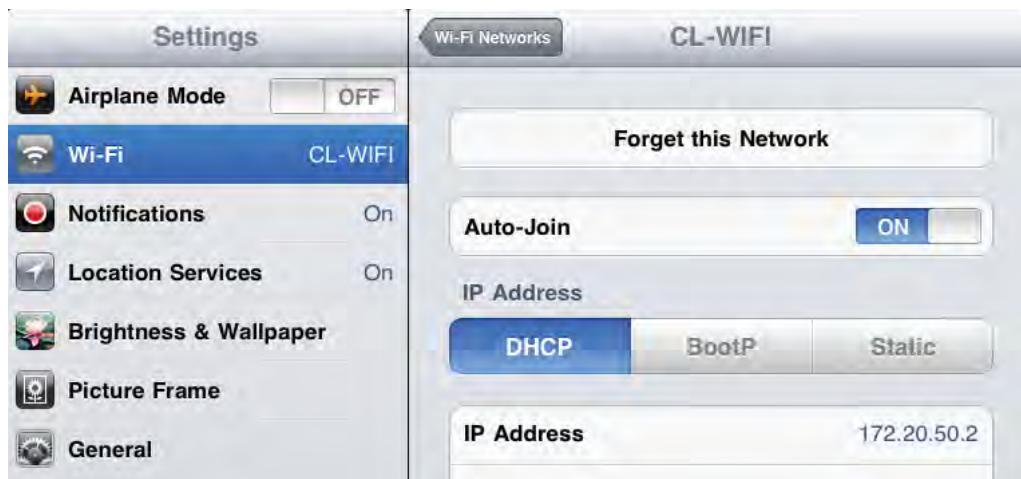 Settings
Airplane Mode OFF
Wi-Fi CL-WIFI
Notifications On
Location Services On
Brightness & Wallpaper
Picture Frame
General
Wi-Fi Networks CL-WIFI
Forget this Network
Auto-Join ON
IP Address
DHCP BootP Static
IP Address 172.20.50.2